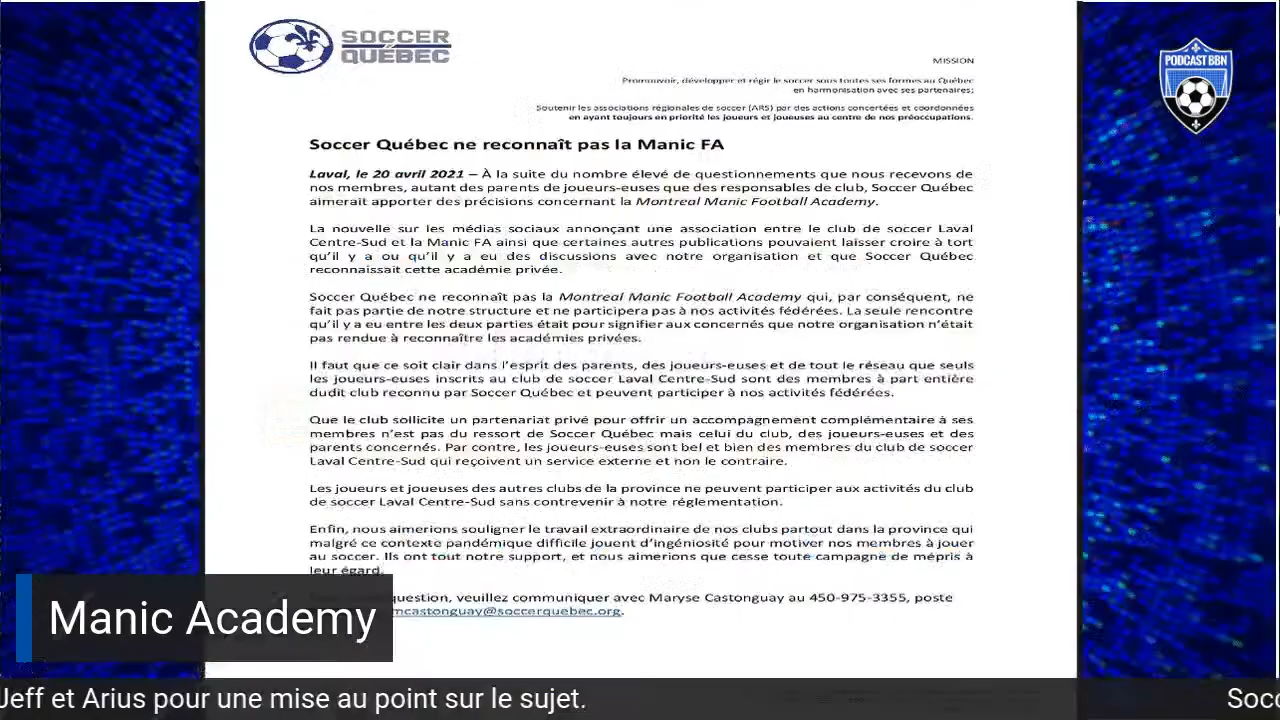 SOCCER
QUÉBEC
PODCAST BBN
MISSION
Promouvoir, développer et régir le soccer sous toutes ses formes au Québec
en harmonisation avec ses partenaires;
Soutenir les associations régionales de soccer (ARS) par des actions concertées et coordonnées
en ayant toujours en priorité les joueurs et joueuses au centre de nos préoccupations.
Soccer Québec ne reconnaît pas la Manic FA
Laval, le 20 avril 2021 – À la suite du nombre élevé de questionnements que nous recevons de
nos membres, autant des parents de joueurs-euses que des responsables de club, Soccer Québec
aimerait apporter des précisions concernant la Montreal Manic Football Academy.
La nouvelle sur les médias sociaux annonçant une association entre le club de soccer Laval
Centre-Sud et la Manic FA ainsi que certaines autres publications pouvaient laisser croire à tort
qu'il y a ou qu'il y a eu des discussions avec notre organisation et que Soccer Québec
reconnaissait cette académie privée.
Soccer Québec ne reconnaît pas la Montreal Manic Football Academy qui, par conséquent, ne
fait pas partie de notre structure et ne participera pas à nos activités fédérées. La seule rencontre
qu'il y a eu entre les deux parties était pour signifier aux concernés que notre organisation n'était
pas rendue à reconnaître les académies privées.
Il faut que ce soit clair dans l'esprit des parents, des joueurs-euses et de tout le réseau que seuls
les joueurs-euses inscrits au club de soccer Laval Centre-Sud sont des membres à part entière
dudit club reconnu par Soccer Québec et peuvent participer à nos activités fédérées.
Que le club sollicite un partenariat privé pour offrir un accompagnement complémentaire à ses
membres n'est pas du ressort de Soccer Québec mais celui du club, des joueurs-euses et des
parents concernés. Par contre, les joueurs-euses sont bel et bien des membres du club de soccer
Laval Centre-Sud qui reçoivent un service externe et non le contraire.
Les joueurs et joueuses des autres clubs de la province ne peuvent participer aux activités du club
de soccer Laval Centre-Sud sans contrevenir à notre réglementation.
Enfin, nous aimerions souligner le travail extraordinaire de nos clubs partout dans la province qui
malgré ce contexte pandémique difficile jouent d'ingéniosité pour motiver nos membres à jouer
au soccer. Ils ont tout notre support, et nous aimerions que cesse toute campagne de mépris à
leur égard.
question, veuillez communiquer avec Maryse Castonguay au 450-975-3355, poste
mcastonguay@soccerquebec.org.
Manic Academy
Jeff et Arius pour une mise au point sur le sujet.
Socc